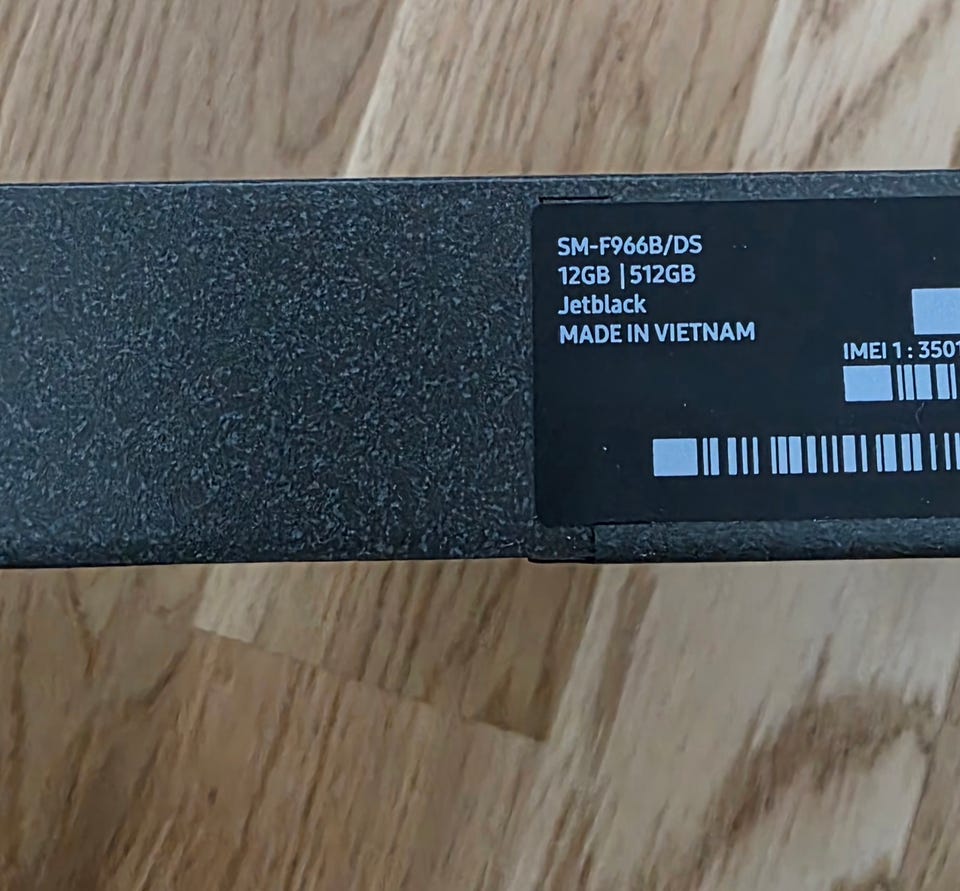 SM-F966B/DS
12GB | 512GB
Jetblack
MADE IN VIETNAM
IMEI 1 : 3501